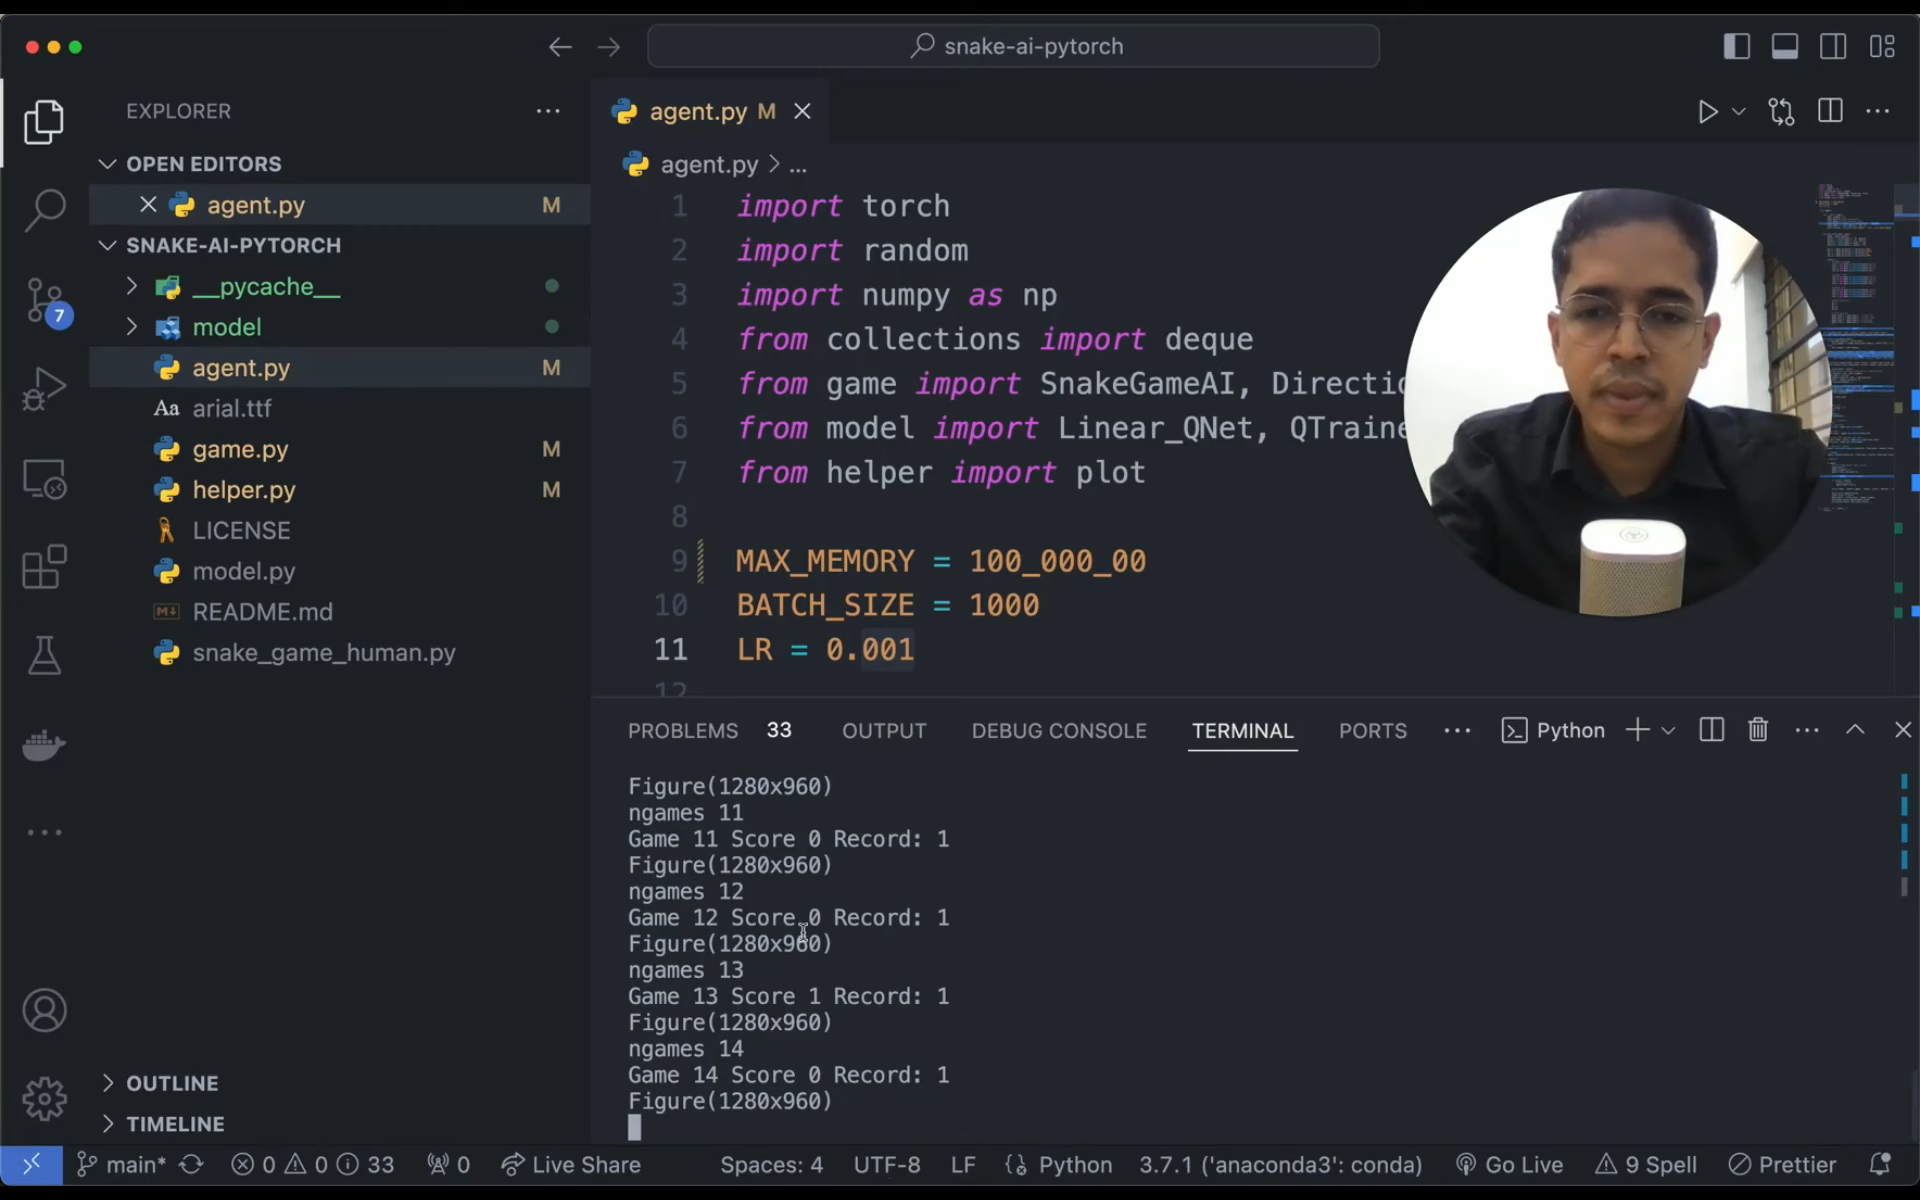 snake-ai-pytorch
EXPLORER
OPEN EDITORS
agent.py M
SNAKE-AI-PYTORCH
__pycache__
model
agent.py M
Aa arial.ttf
game.py M
helper.py M
LICENSE
model.py
README.md
snake_game_human.py
OUTLINE
TIMELINE
7
agent.py M
agent.py > ...
1 import torch
2 import random
3 import numpy as np
4 from collections import deque
5 from game import SnakeGameAI, Directio
6 from model import Linear_QNet, QTraine
7 from helper import plot
8
9 MAX_MEMORY = 100_000_00
10 BATCH_SIZE = 1000
11 LR = 0.001
12
PROBLEMS 33 OUTPUT DEBUG CONSOLE TERMINAL PORTS ... Python
Figure(1280x960)
ngames 11
Game 11 Score 0 Record: 1
Figure(1280x960)
ngames 12
Game 12 Score 0 Record: 1
Figure(1280x960)
ngames 13
Game 13 Score 1 Record: 1
Figure(1280x960)
ngames 14
Game 14 Score 0 Record: 1
Figure(1280x960)
main* 0 0 33 0 Live Share Spaces: 4 UTF-8 LF Python 3.7.1 ('anaconda3': conda) Go Live 9 Spell Prettier